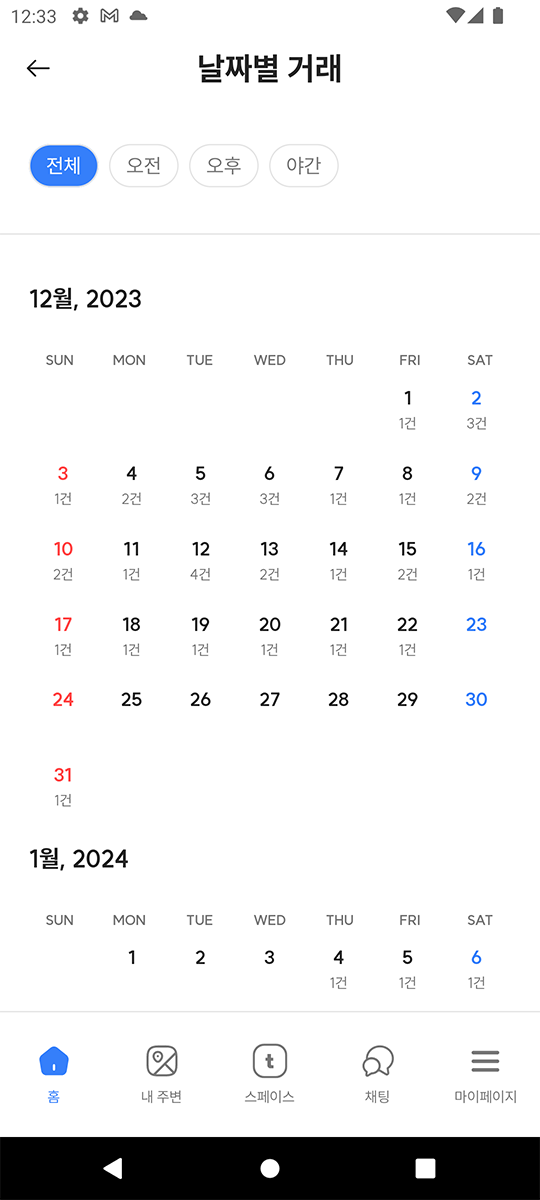 12:33
날짜별 거래
전체 오전 오후 야간
12월, 2023
SUN MON TUE WED THU FRI SAT
1 2
1건 3건
3 4 5 6 7 8 9
1건 2건 3건 3건 1건 1건 2건
10 11 12 13 14 15 16
2건 1건 4건 2건 1건 2건 1건
17 18 19 20 21 22 23
1건 1건 1건 1건 1건 1건
24 25 26 27 28 29 30
31
1건
1월, 2024
SUN MON TUE WED THU FRI SAT
1 2 3 4 5 6
1건 1건 1건
t
홈 내 주변 스페이스 채팅 마이페이지